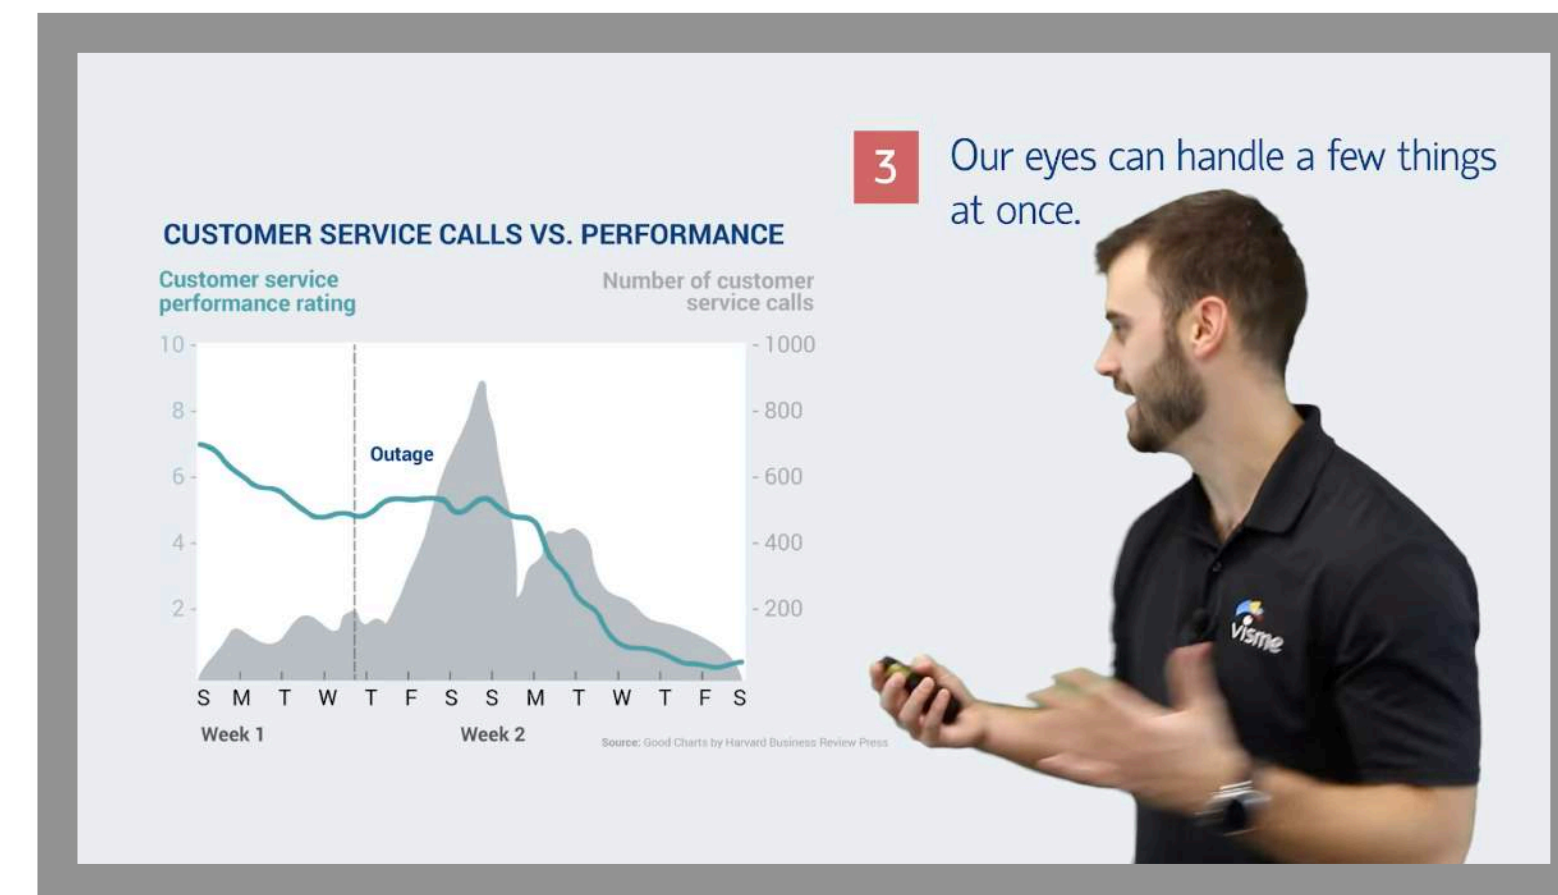 3
Our eyes can handle a few things
at once.
CUSTOMER SERVICE CALLS VS. PERFORMANCE
Customer service
performance rating
Number of customer
service calls
10 - - 1000
8 - - 800
6 - - 600
4 - - 400
2 - - 200
Outage
S M T W T F S S M T W T F S
Week 1 Week 2
Source: Good Charts by Harvard Business Review Press
visme